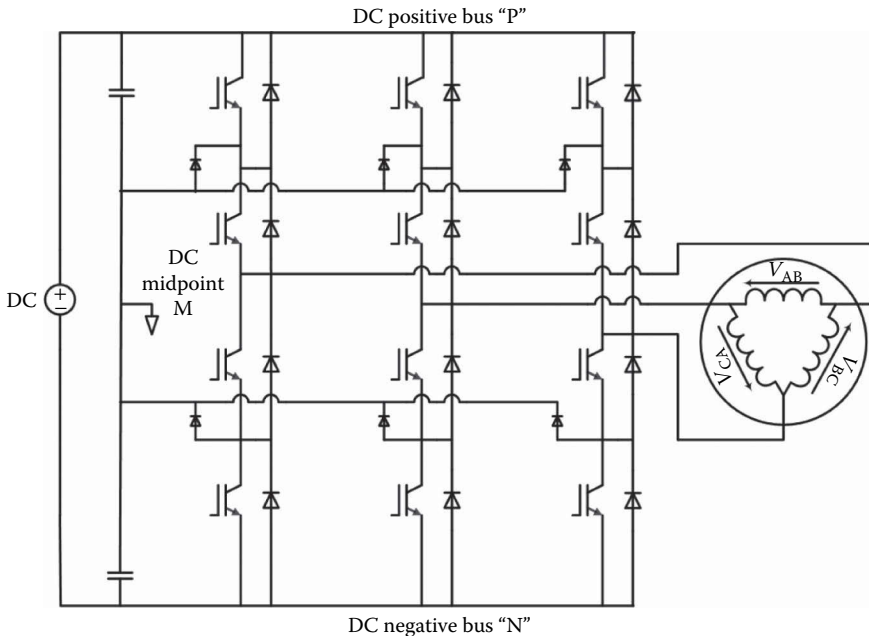 DC positive bus “P”
DC
midpoint
M
DC
+
−
V_AB
V_CA
V_BC
DC negative bus “N”